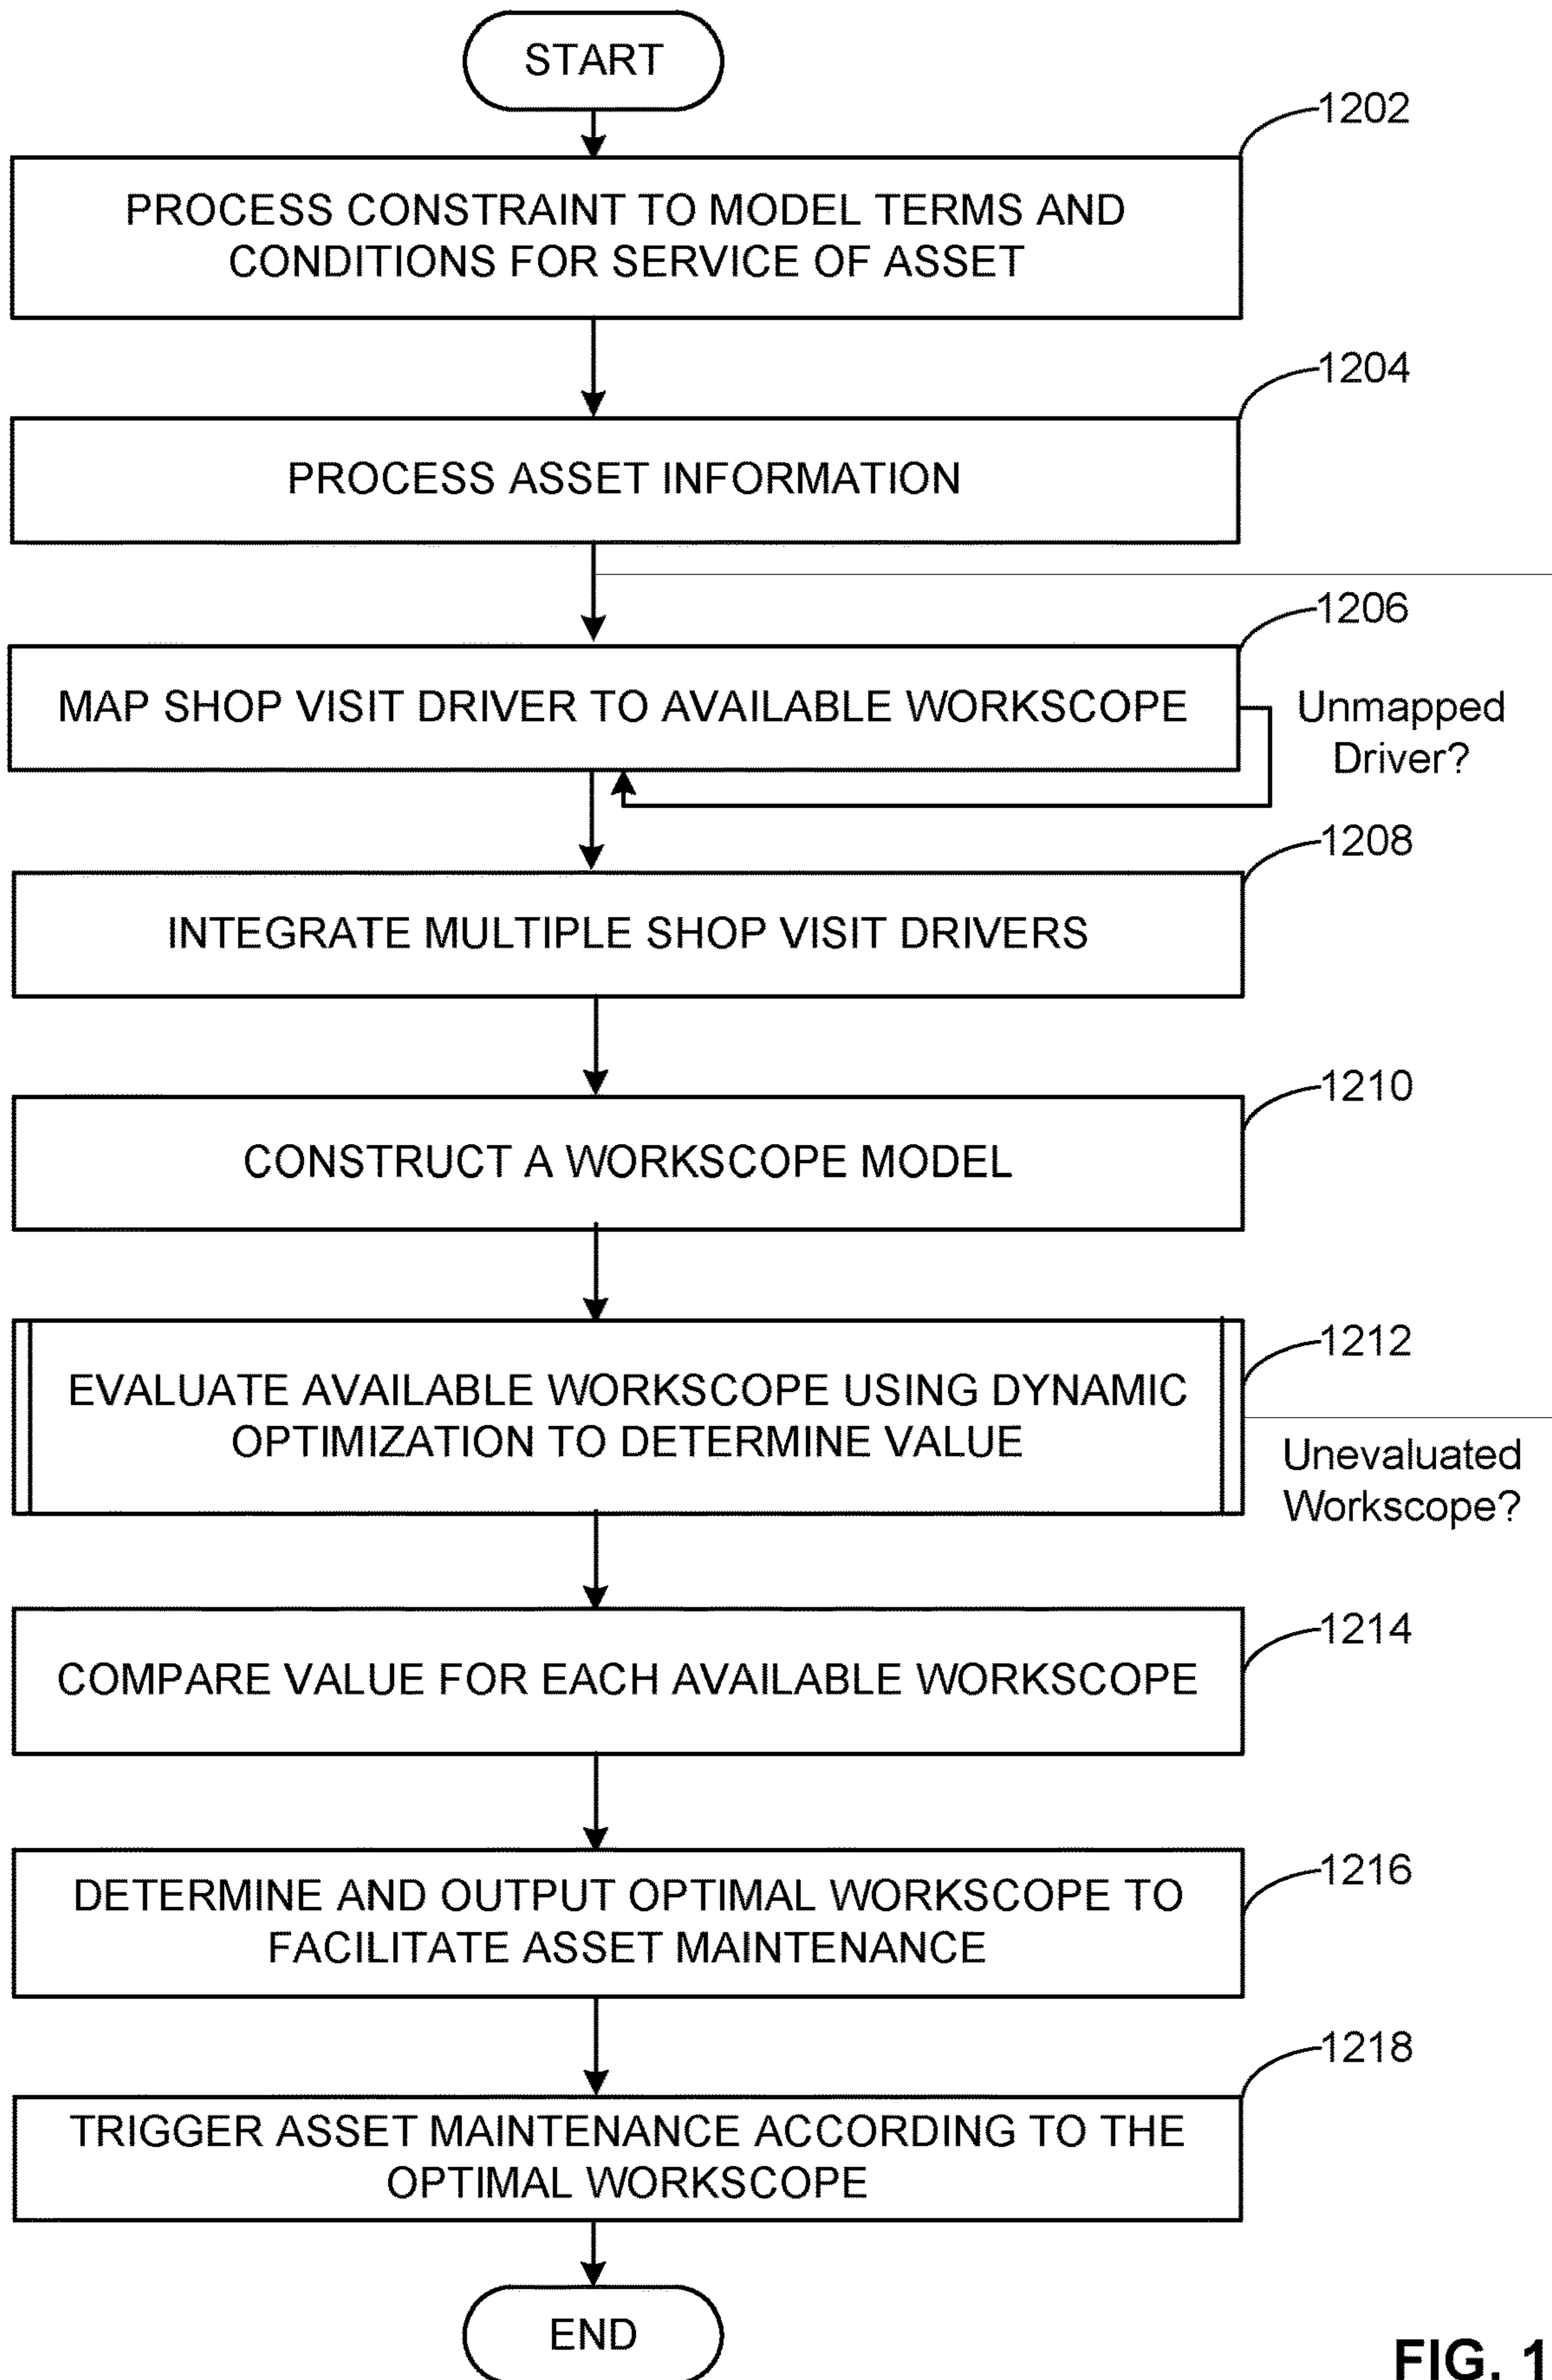 START
1202
PROCESS CONSTRAINT TO MODEL TERMS AND
CONDITIONS FOR SERVICE OF ASSET
1204
PROCESS ASSET INFORMATION
1206
MAP SHOP VISIT DRIVER TO AVAILABLE WORKSCOPE
Unmapped
Driver?
1208
INTEGRATE MULTIPLE SHOP VISIT DRIVERS
1210
CONSTRUCT A WORKSCOPE MODEL
1212
EVALUATE AVAILABLE WORKSCOPE USING DYNAMIC
OPTIMIZATION TO DETERMINE VALUE
Unevaluated
Workscope?
1214
COMPARE VALUE FOR EACH AVAILABLE WORKSCOPE
1216
DETERMINE AND OUTPUT OPTIMAL WORKSCOPE TO
FACILITATE ASSET MAINTENANCE
1218
TRIGGER ASSET MAINTENANCE ACCORDING TO THE
OPTIMAL WORKSCOPE
END
FIG. 1